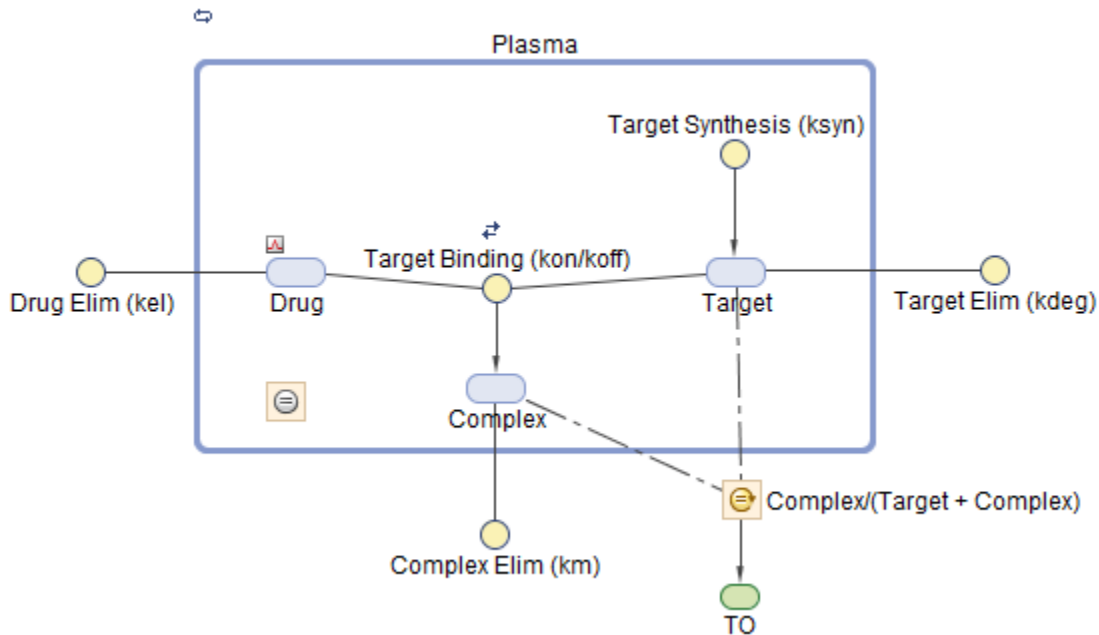 Plasma
Target Synthesis (ksyn)
Target Binding (kon/koff)
Drug Elim (kel)
Drug
Target
Target Elim (kdeg)
Complex
Complex/(Target + Complex)
Complex Elim (km)
TO